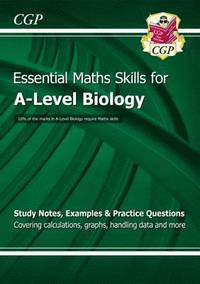 CGP
CGP
CGP
Essential Maths Skills for
A-Level Biology
10% of the marks in A-Level Biology require Maths skills
Study Notes, Examples & Practice Questions
Covering calculations, graphs, handling data and more